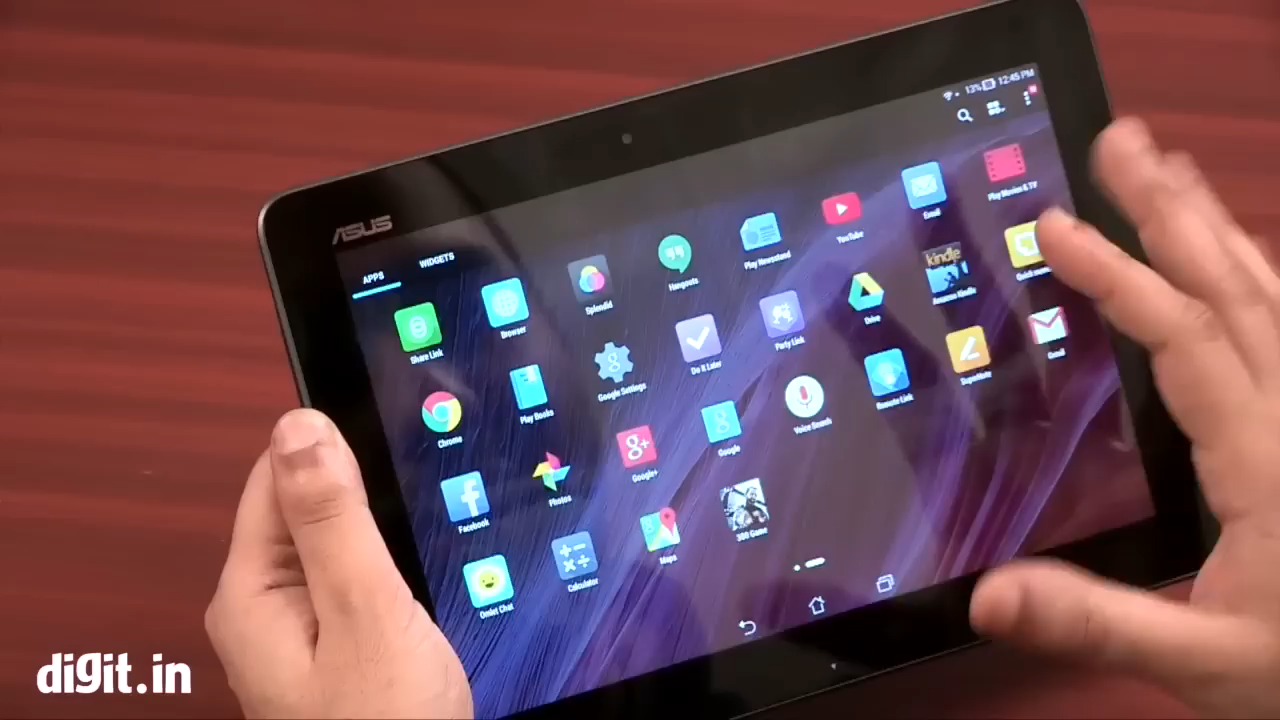 ASUS
13% 12:45 PM
APPS WIDGETS
Share Link
Browser
Splendid
Hangouts
Play Newsstand
YouTube
Email
Play Movies & TV
Chrome
Play Books
Google Settings
Do It Later
Party Link
Drive
kindle
Amazon Kindle
Facebook
Photos
Google+
Google
Voice Search
Remote Link
SuperNote
Gmail
Omlet Chat
Calculator
Maps
300 Game
digit.in